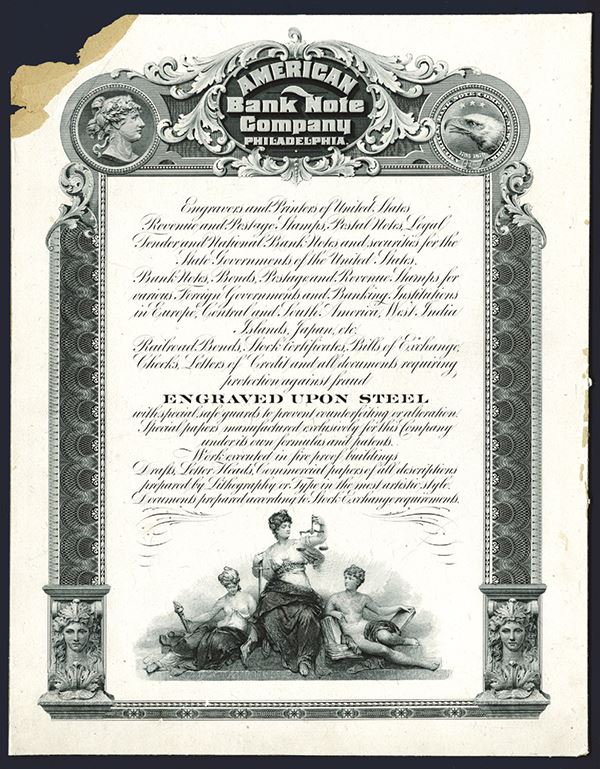 AMERICAN
Bank Note
Company
PHILADELPHIA.
Engravers and Printers of United States
Revenue and Postage Stamps, Postal Notes, Legal
Tender and National Bank Notes and securities for the
State Governments of the United States,
Bank Notes, Bonds, Postage and Revenue Stamps for
various Foreign Governments and Banking Institutions
in Europe, Central and South America, West India
Islands, Japan, etc.
Railroad Bonds, Stock Certificates, Bills of Exchange,
Checks, Letters of Credit and all documents requiring
protection against fraud
ENGRAVED UPON STEEL
with special safe guards to prevent counterfeiting or alteration.
Special papers manufactured exclusively for this Company
under its own formulas and patents.
Work executed in fire proof buildings
Drafts, Letter Heads, Commercial papers of all descriptions
prepared by Lithography or Type in the most artistic style.
Documents prepared according to Stock Exchange requirements.